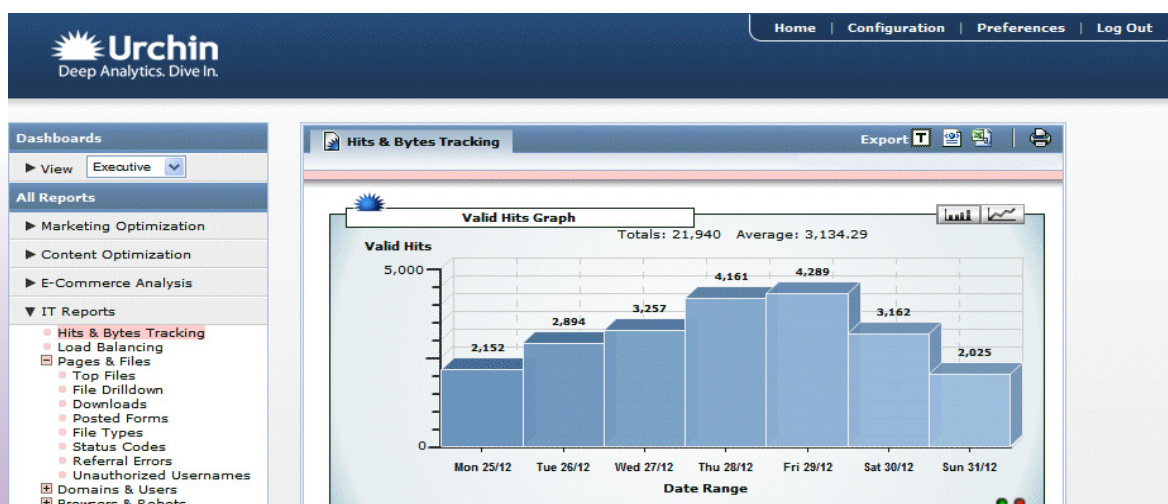 Home | Configuration | Preferences | Log Out
Urchin
Deep Analytics. Dive In.
Dashboards
View Executive
All Reports
Marketing Optimization
Content Optimization
E-Commerce Analysis
IT Reports
Hits & Bytes Tracking
Load Balancing
Pages & Files
Top Files
File Drilldown
Downloads
Posted Forms
File Types
Status Codes
Referral Errors
Unauthorized Usernames
Domains & Users
Browsers & Robots
Hits & Bytes Tracking
Export T
Valid Hits Graph
Totals: 21,940 Average: 3,134.29
Valid Hits
5,000
0
2,152
2,894
3,257
4,161
4,289
3,162
2,025
Mon 25/12 Tue 26/12 Wed 27/12 Thu 28/12 Fri 29/12 Sat 30/12 Sun 31/12
Date Range